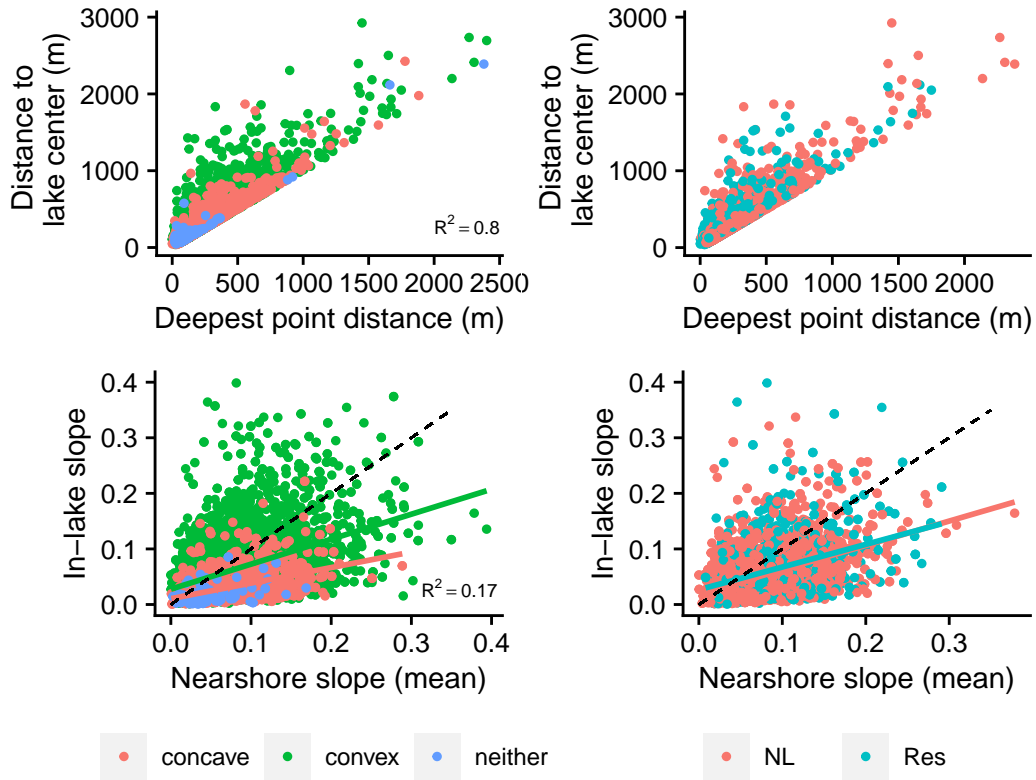 3000
2000
1000
0
Distance to
lake center (m)
R² = 0.8
0 500 1000 1500 2000 2500
Deepest point distance (m)
3000
2000
1000
0
Distance to
lake center (m)
0 500 1000 1500 2000
Deepest point distance (m)
0.4
0.3
0.2
0.1
0.0
In−lake slope
R² = 0.17
0.0 0.1 0.2 0.3 0.4
Nearshore slope (mean)
0.4
0.3
0.2
0.1
0.0
In−lake slope
0.0 0.1 0.2 0.3
Nearshore slope (mean)
concave convex neither
NL Res